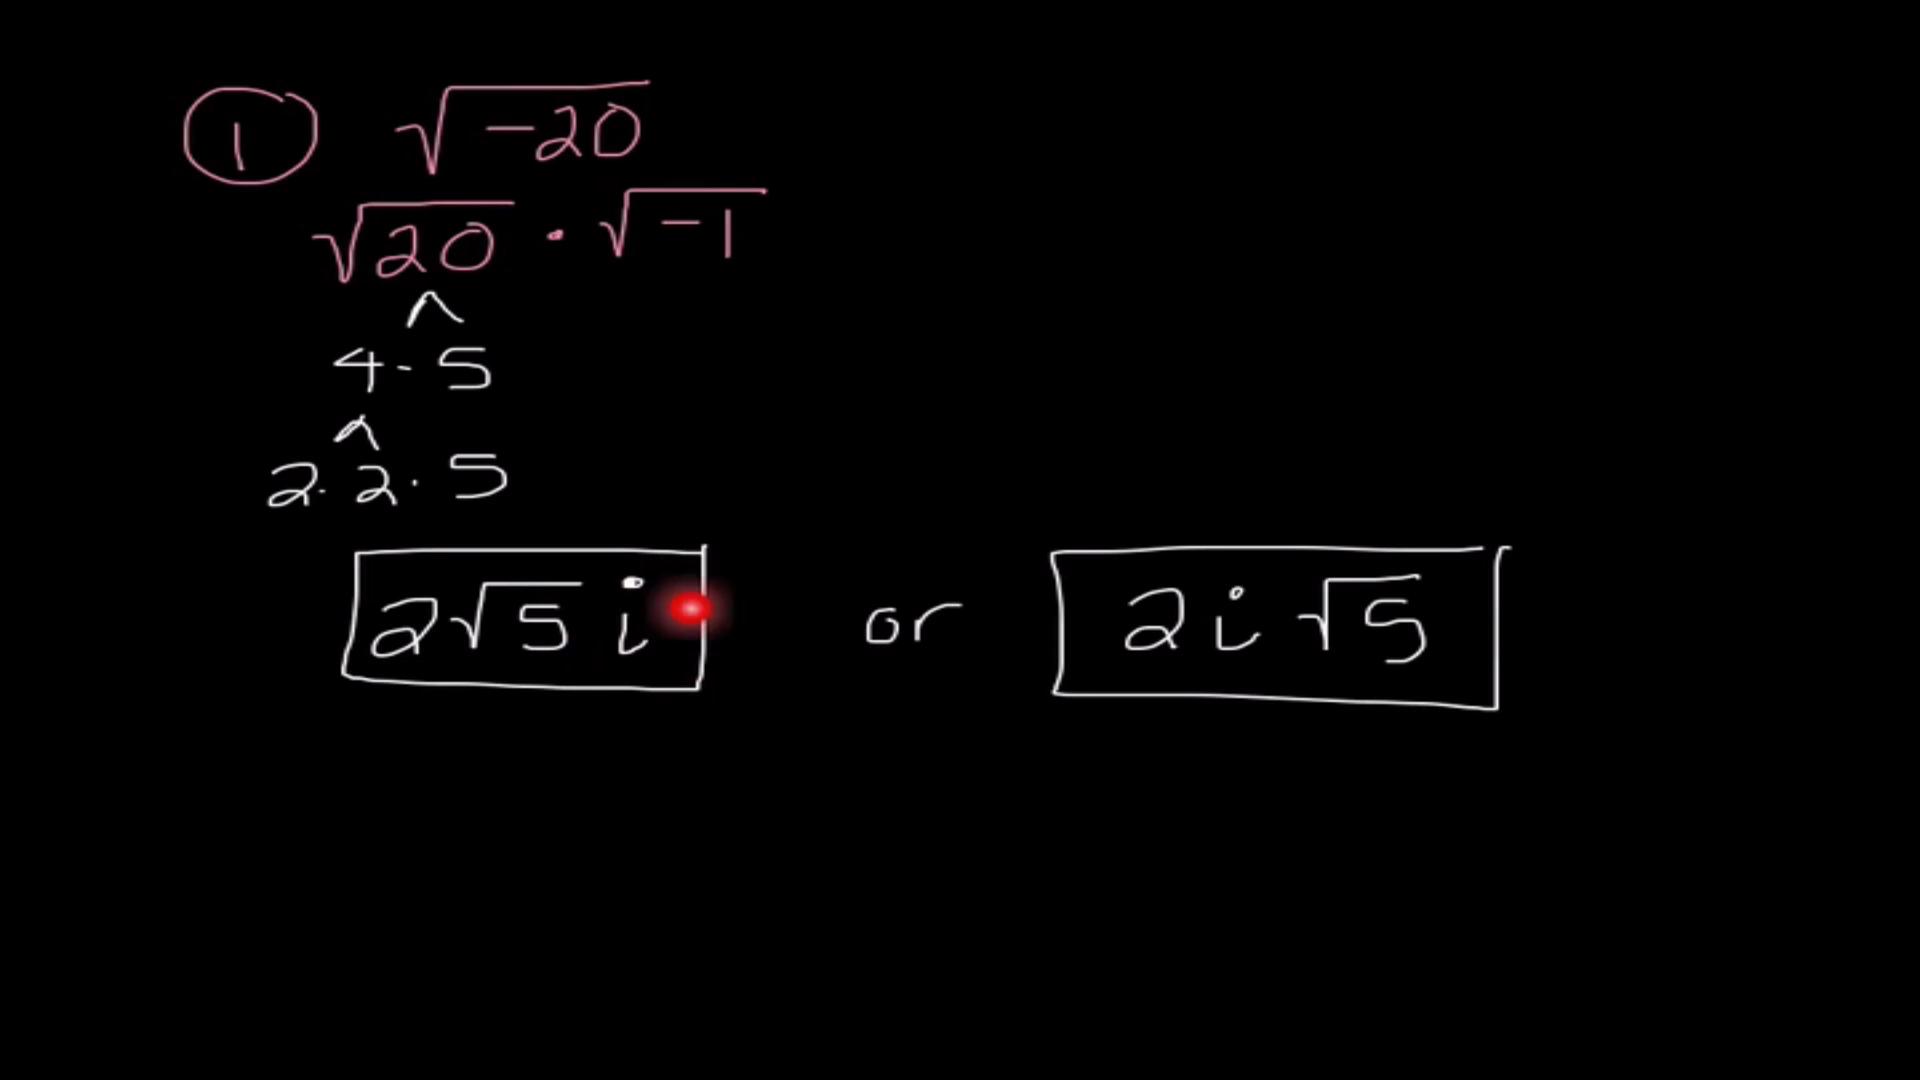 ① √-20
√20 · √-1
4 · 5
2 · 2 · 5
2√5 i or 2i√5